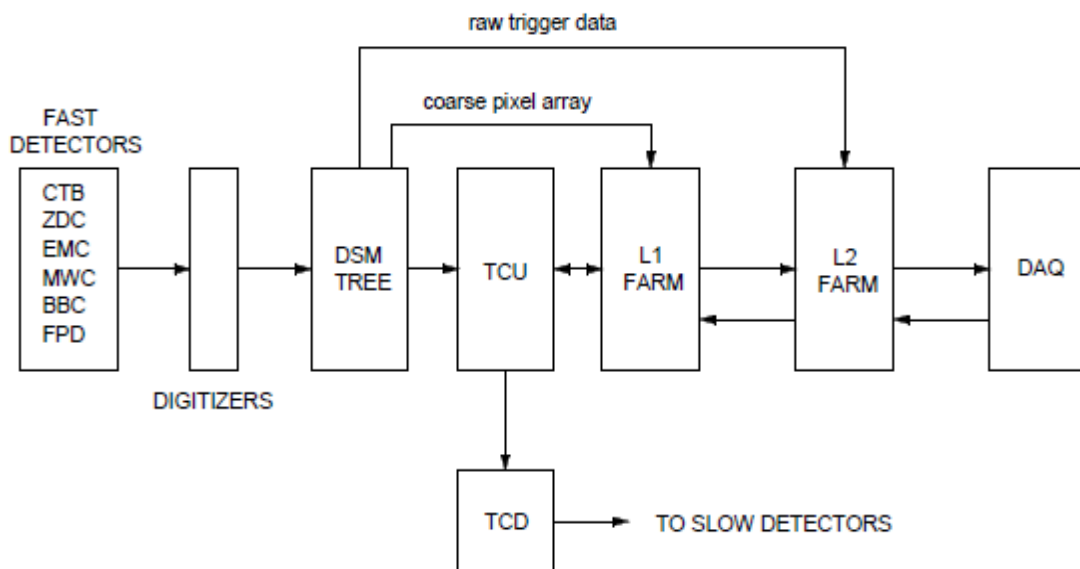 raw trigger data
coarse pixel array
FAST
DETECTORS
CTB
ZDC
EMC
MWC
BBC
FPD
DIGITIZERS
DSM
TREE
TCU
L1
FARM
L2
FARM
DAQ
TCD
TO SLOW DETECTORS